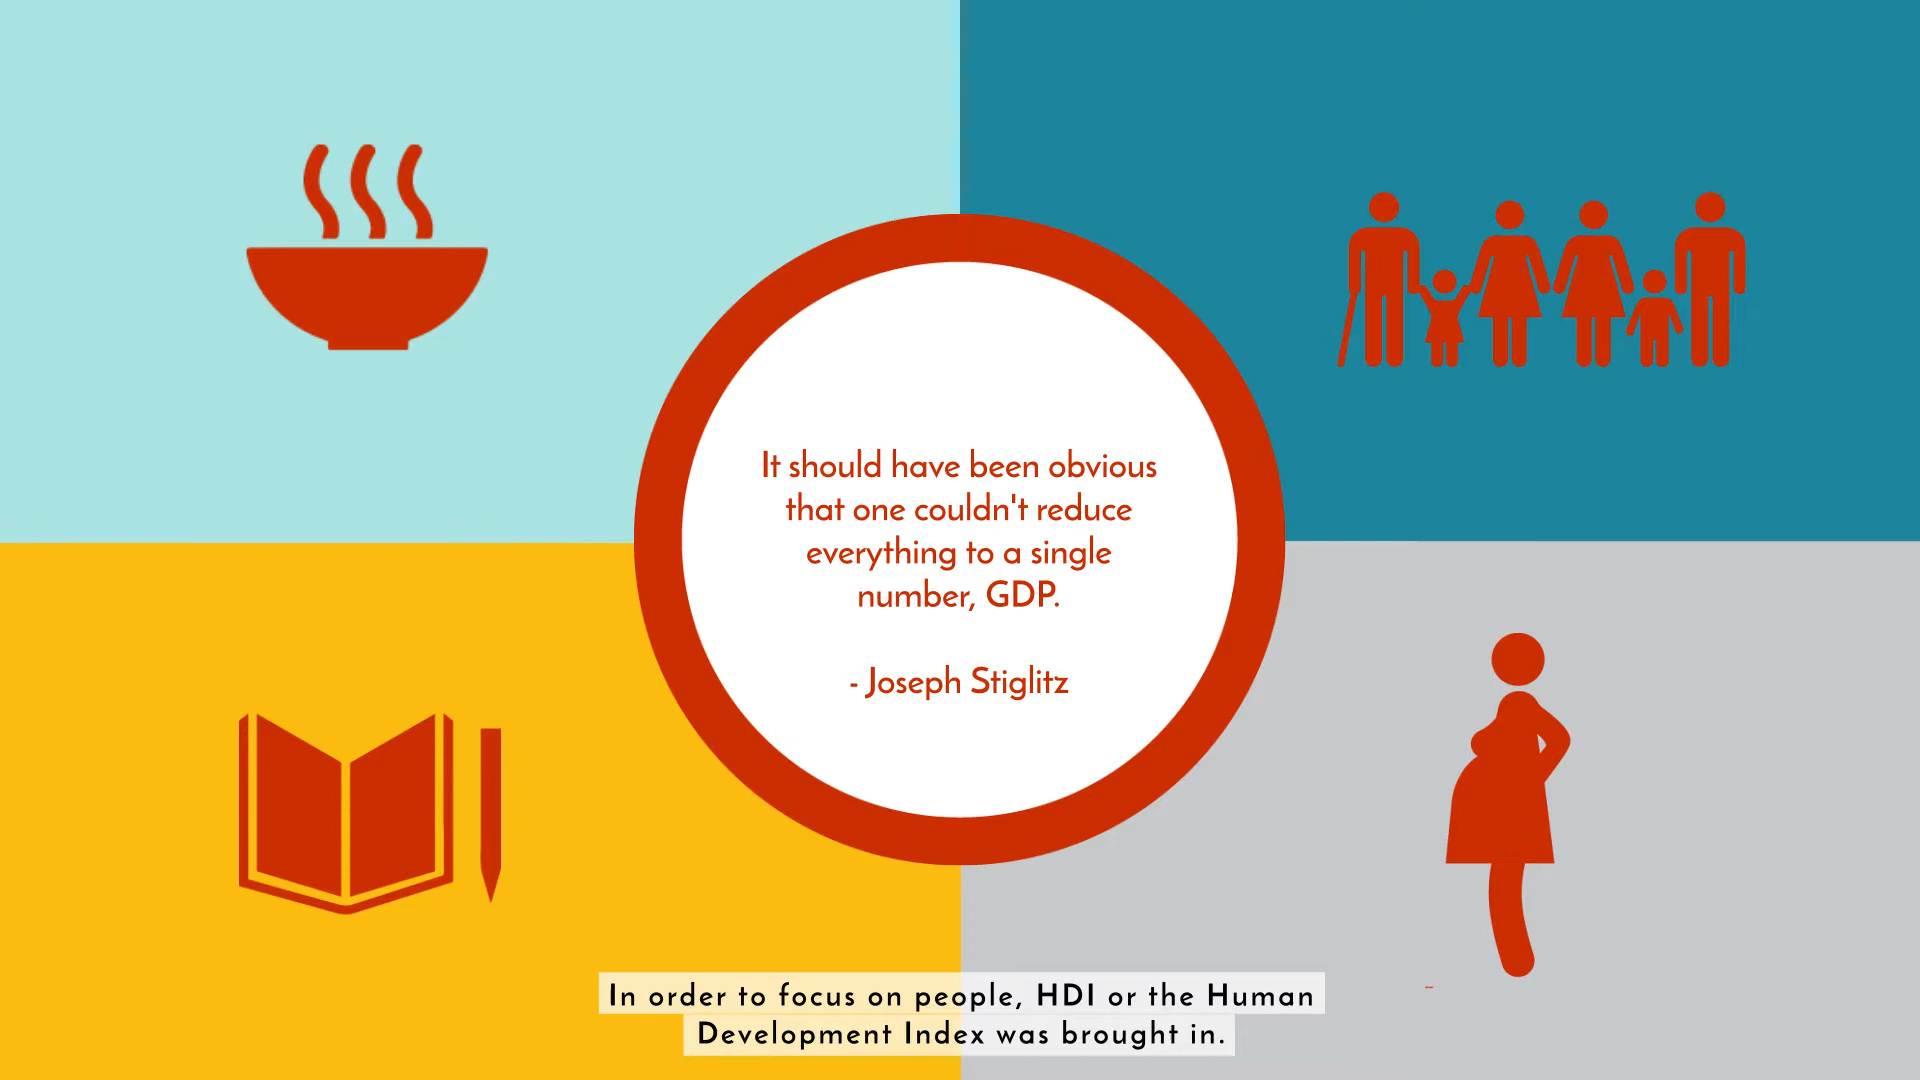 It should have been obvious
that one couldn't reduce
everything to a single
number, GDP.
- Joseph Stiglitz
In order to focus on people, HDI or the Human
Development Index was brought in.